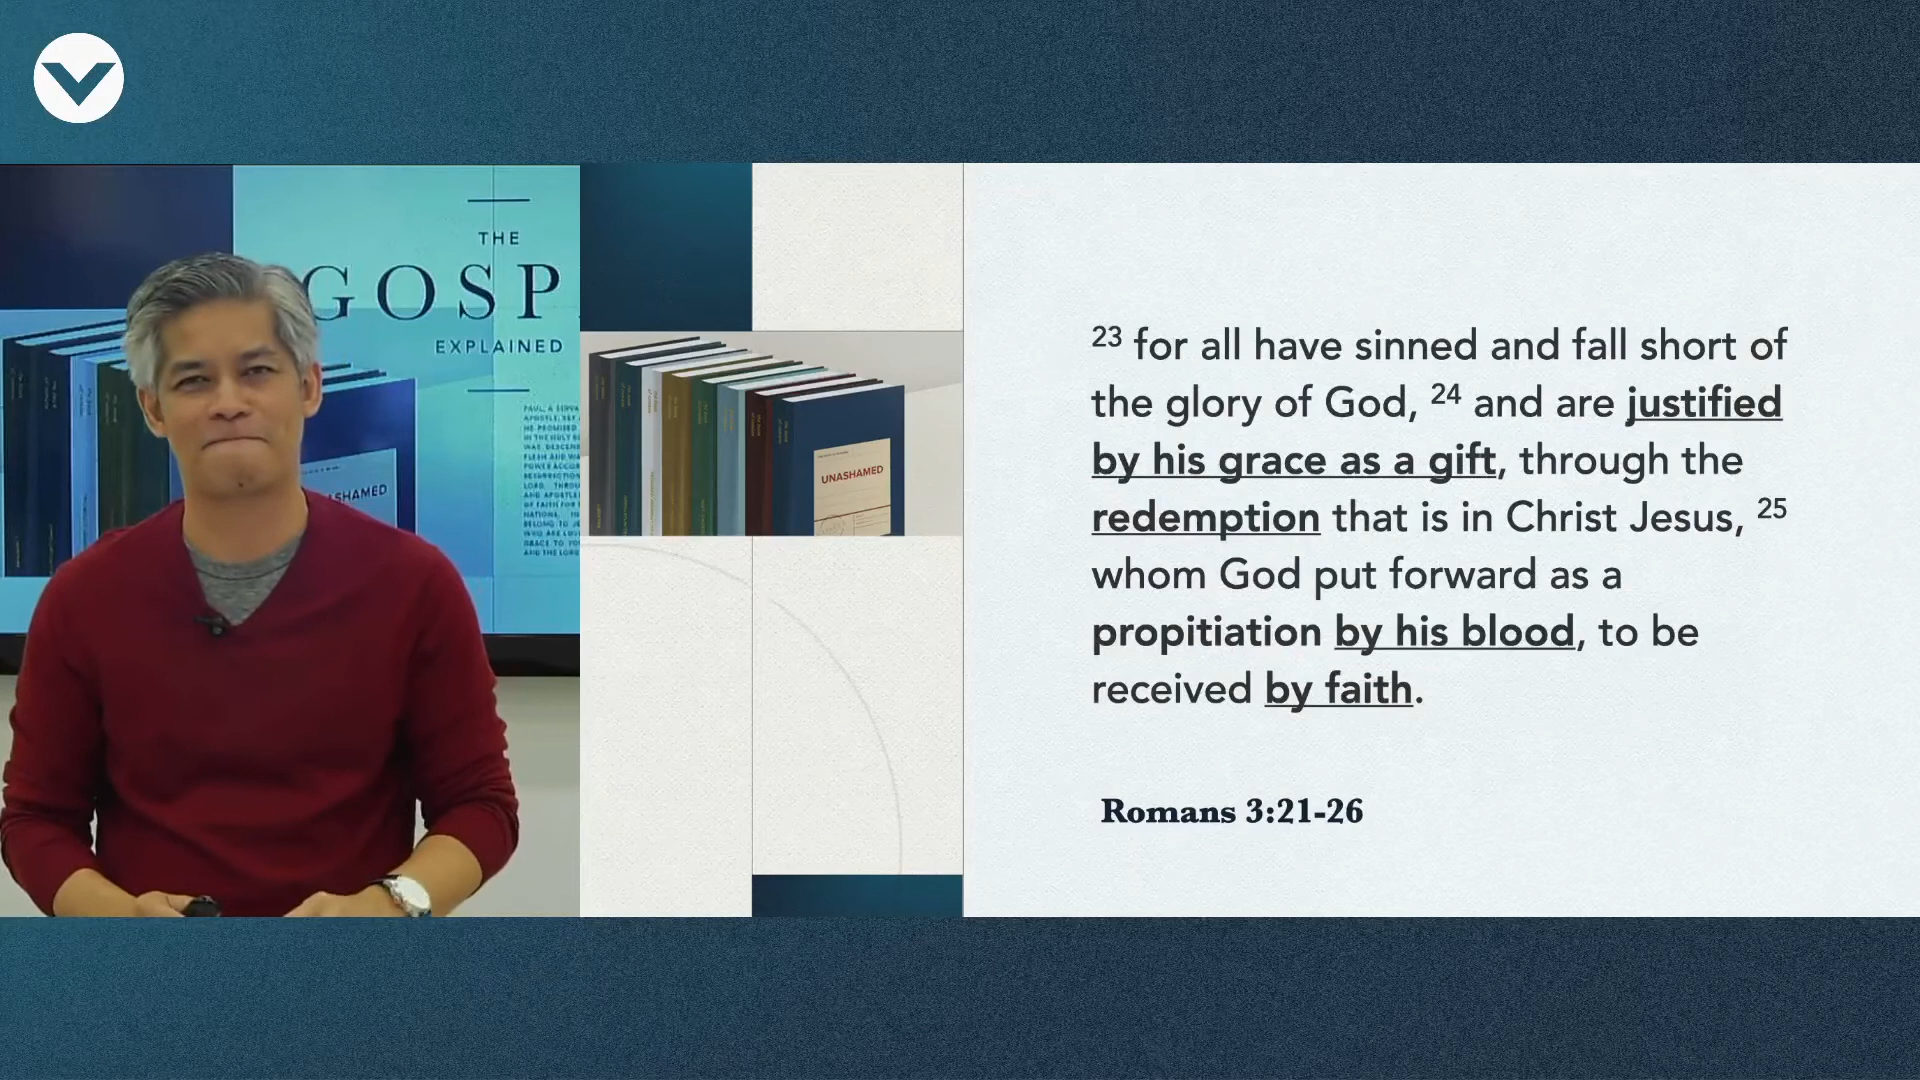 THE
GOSP
EXPLAINED
SHAMED
UNASHAMED
23 for all have sinned and fall short of
the glory of God, 24 and are justified
by his grace as a gift, through the
redemption that is in Christ Jesus, 25
whom God put forward as a
propitiation by his blood, to be
received by faith.
Romans 3:21-26